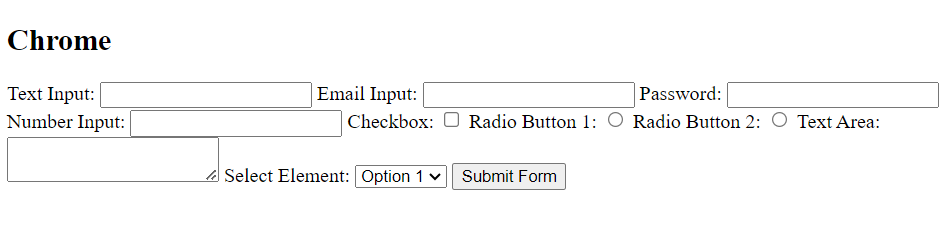 Chrome
Text Input: Email Input: Password:
Number Input: Checkbox: Radio Button 1: Radio Button 2: Text Area:
Select Element: Option 1 Submit Form